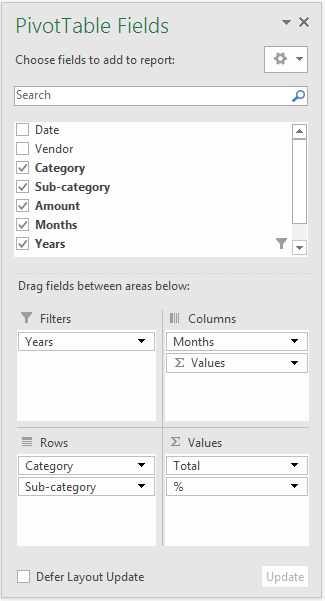 PivotTable Fields
Choose fields to add to report:
Search
Date
Vendor
Category
Sub-category
Amount
Months
Years
Drag fields between areas below:
Filters
Columns
Years
Months
Σ Values
Rows
Σ Values
Category
Total
Sub-category
%
Defer Layout Update
Update